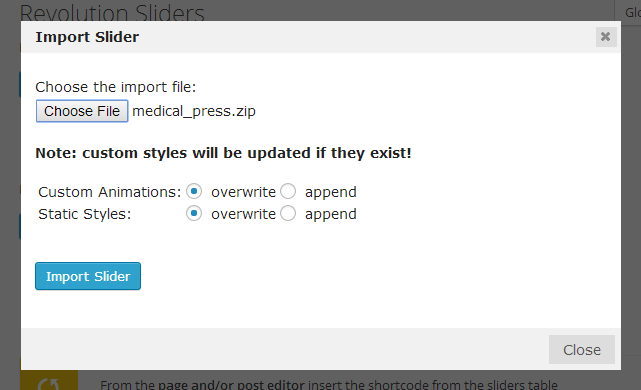 Revolution Sliders
Glo
Import Slider
Choose the import file:
Choose File medical_press.zip
Note: custom styles will be updated if they exist!
Custom Animations: overwrite append
Static Styles: overwrite append
Import Slider
Close
From the page and/or post editor insert the shortcode from the sliders table